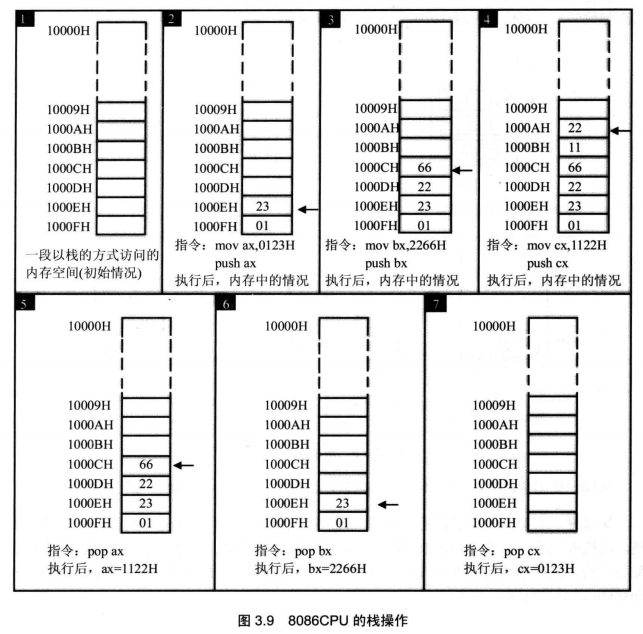 1
10000H
10009H
1000AH
1000BH
1000CH
1000DH
1000EH
1000FH
一段以栈的方式访问的
内存空间(初始情况)
2
10000H
10009H
1000AH
1000BH
1000CH
1000DH
1000EH 23
1000FH 01
指令：mov ax,0123H
push ax
执行后，内存中的情况
3
10000H
10009H
1000AH
1000BH
1000CH 66
1000DH 22
1000EH 23
1000FH 01
指令：mov bx,2266H
push bx
执行后，内存中的情况
4
10000H
10009H
1000AH 22
1000BH 11
1000CH 66
1000DH 22
1000EH 23
1000FH 01
指令：mov cx,1122H
push cx
执行后，内存中的情况
5
10000H
10009H
1000AH
1000BH
1000CH 66
1000DH 22
1000EH 23
1000FH 01
指令：pop ax
执行后，ax=1122H
6
10000H
10009H
1000AH
1000BH
1000CH
1000DH
1000EH 23
1000FH 01
指令：pop bx
执行后，bx=2266H
7
10000H
10009H
1000AH
1000BH
1000CH
1000DH
1000EH
1000FH
指令：pop cx
执行后，cx=0123H
图 3.9 8086CPU 的栈操作